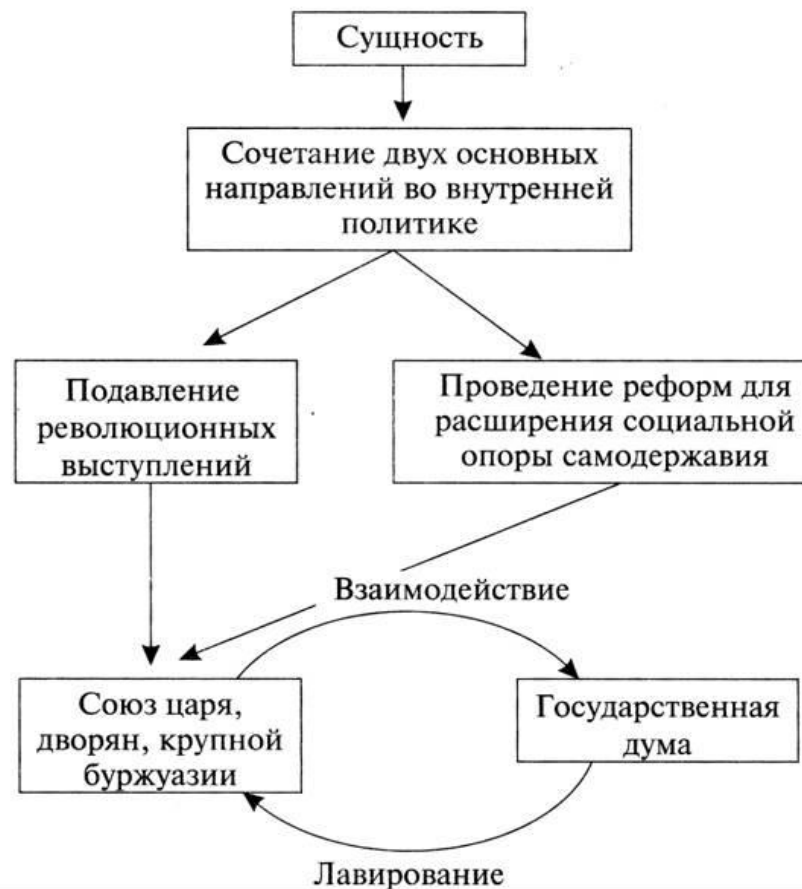 Сущность
Сочетание двух основных
направлений во внутренней
политике
Подавление
революционных
выступлений
Проведение реформ для
расширения социальной
опоры самодержавия
Взаимодействие
Союз царя,
дворян, крупной
буржуазии
Государственная
дума
Лавирование